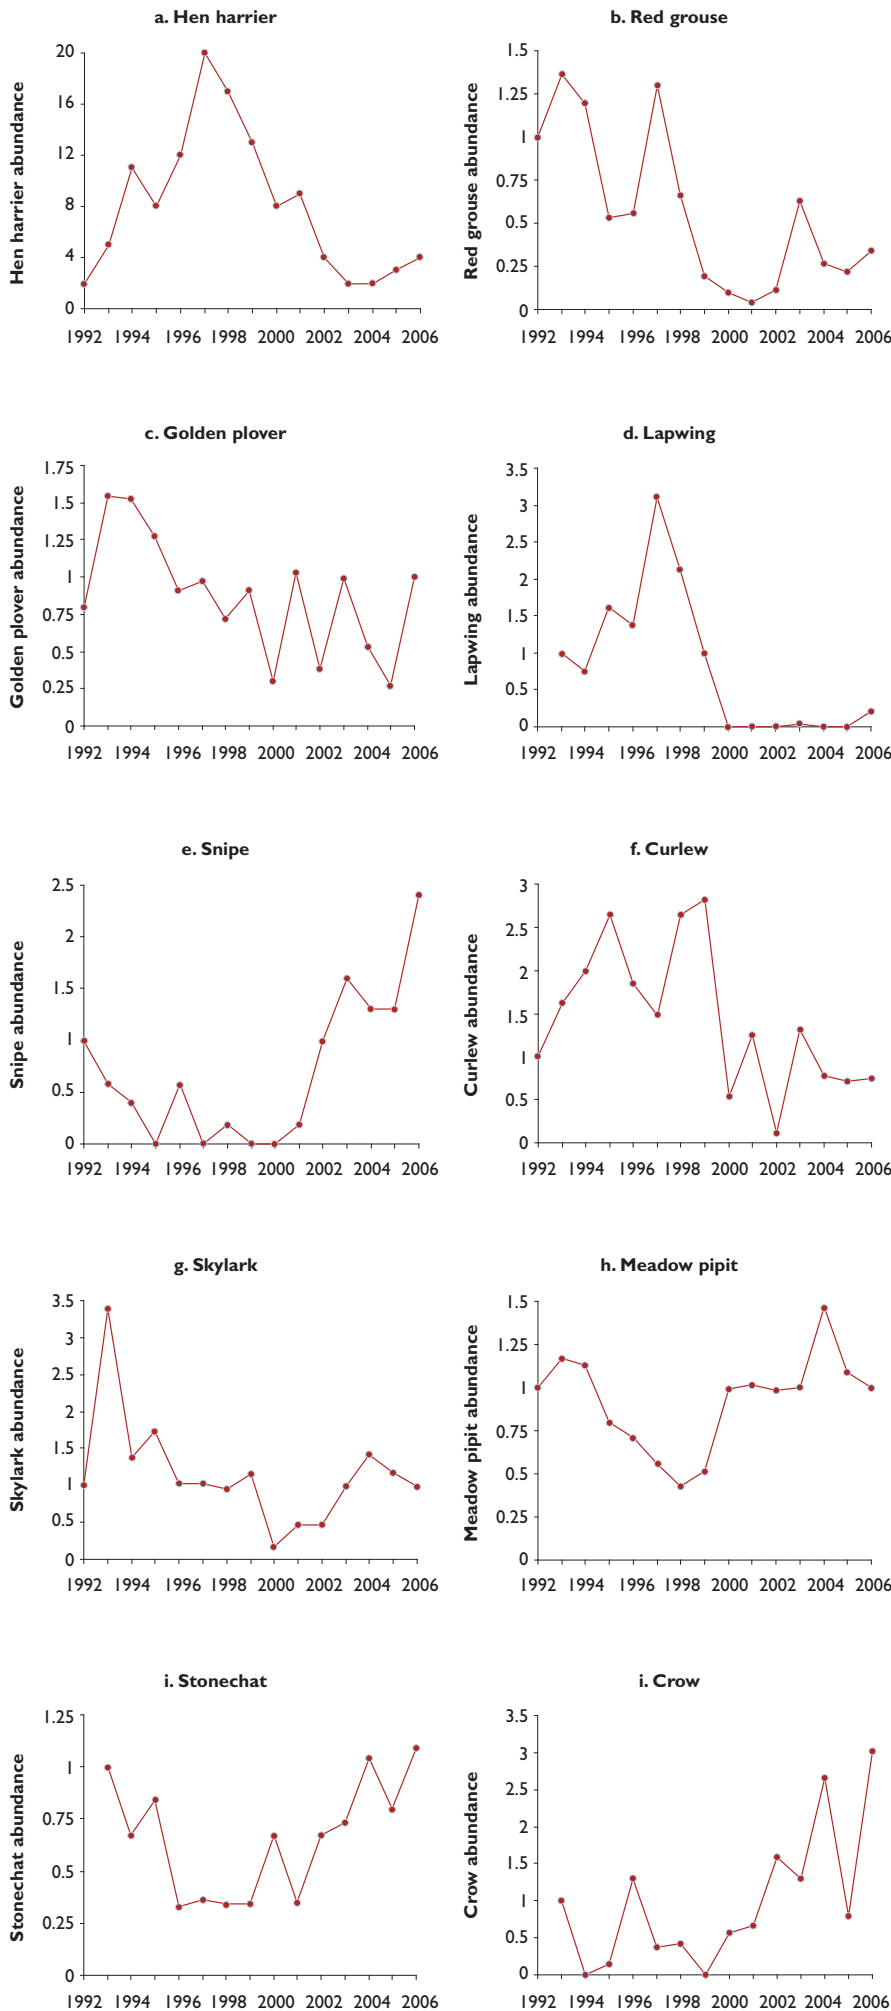 a. Hen harrier
Hen harrier abundance
20
16
12
8
4
0
1992 1994 1996 1998 2000 2002 2004 2006
b. Red grouse
Red grouse abundance
1.5
1.25
1
0.75
0.5
0.25
0
1992 1994 1996 1998 2000 2002 2004 2006
c. Golden plover
Golden plover abundance
1.75
1.5
1.25
1
0.75
0.5
0.25
0
1992 1994 1996 1998 2000 2002 2004 2006
d. Lapwing
Lapwing abundance
3.5
3
2.5
2
1.5
1
0.5
0
1992 1994 1996 1998 2000 2002 2004 2006
e. Snipe
Snipe abundance
2.5
2
1.5
1
0.5
0
1992 1994 1996 1998 2000 2002 2004 2006
f. Curlew
Curlew abundance
3
2.5
2
1.5
1
0.5
0
1992 1994 1996 1998 2000 2002 2004 2006
g. Skylark
Skylark abundance
3.5
3
2.5
2
1.5
1
0.5
0
1992 1994 1996 1998 2000 2002 2004 2006
h. Meadow pipit
Meadow pipit abundance
1.5
1.25
1
0.75
0.5
0.25
0
1992 1994 1996 1998 2000 2002 2004 2006
i. Stonechat
Stonechat abundance
1.25
1
0.75
0.5
0.25
0
1992 1994 1996 1998 2000 2002 2004 2006
i. Crow
Crow abundance
3.5
3
2.5
2
1.5
1
0.5
0
1992 1994 1996 1998 2000 2002 2004 2006